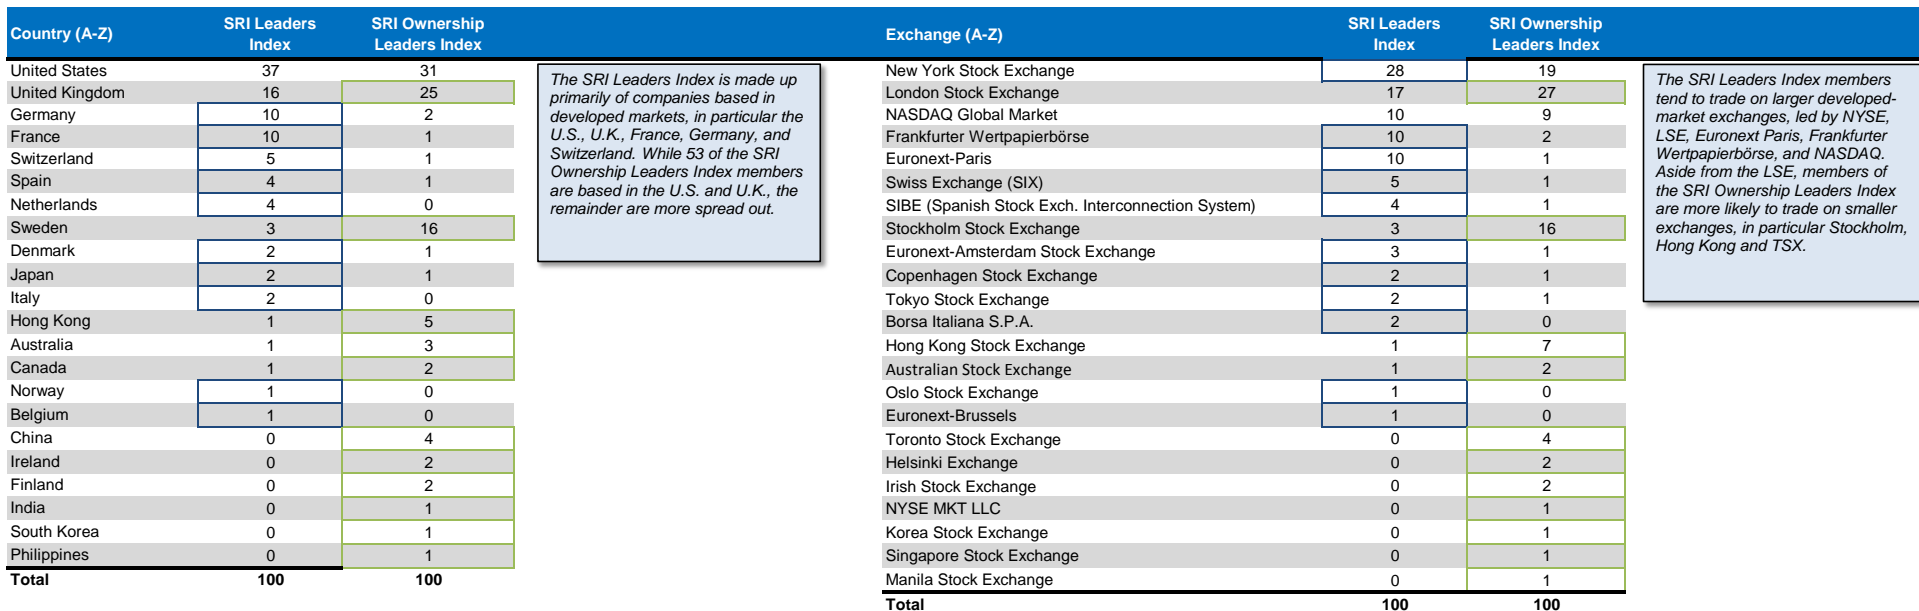 Country (A-Z) SRI Leaders Index SRI Ownership Leaders Index
United States 37 31
United Kingdom 16 25
Germany 10 2
France 10 1
Switzerland 5 1
Spain 4 1
Netherlands 4 0
Sweden 3 16
Denmark 2 1
Japan 2 1
Italy 2 0
Hong Kong 1 5
Australia 1 3
Canada 1 2
Norway 1 0
Belgium 1 0
China 0 4
Ireland 0 2
Finland 0 2
India 0 1
South Korea 0 1
Philippines 0 1
Total 100 100
The SRI Leaders Index is made up
primarily of companies based in
developed markets, in particular the
U.S., U.K., France, Germany, and
Switzerland. While 53 of the SRI
Ownership Leaders Index members
are based in the U.S. and U.K., the
remainder are more spread out.
Exchange (A-Z) SRI Leaders Index SRI Ownership Leaders Index
New York Stock Exchange 28 19
London Stock Exchange 17 27
NASDAQ Global Market 10 9
Frankfurter Wertpapierbörse 10 2
Euronext-Paris 10 1
Swiss Exchange (SIX) 5 1
SIBE (Spanish Stock Exch. Interconnection System) 4 1
Stockholm Stock Exchange 3 16
Euronext-Amsterdam Stock Exchange 3 1
Copenhagen Stock Exchange 2 1
Tokyo Stock Exchange 2 1
Borsa Italiana S.P.A. 2 0
Hong Kong Stock Exchange 1 7
Australian Stock Exchange 1 2
Oslo Stock Exchange 1 0
Euronext-Brussels 1 0
Toronto Stock Exchange 0 4
Helsinki Exchange 0 2
Irish Stock Exchange 0 2
NYSE MKT LLC 0 1
Korea Stock Exchange 0 1
Singapore Stock Exchange 0 1
Manila Stock Exchange 0 1
Total 100 100
The SRI Leaders Index members
tend to trade on larger developed-
market exchanges, led by NYSE,
LSE, Euronext Paris, Frankfurter
Wertpapierbörse, and NASDAQ.
Aside from the LSE, members of
the SRI Ownership Leaders Index
are more likely to trade on smaller
exchanges, in particular Stockholm,
Hong Kong and TSX.